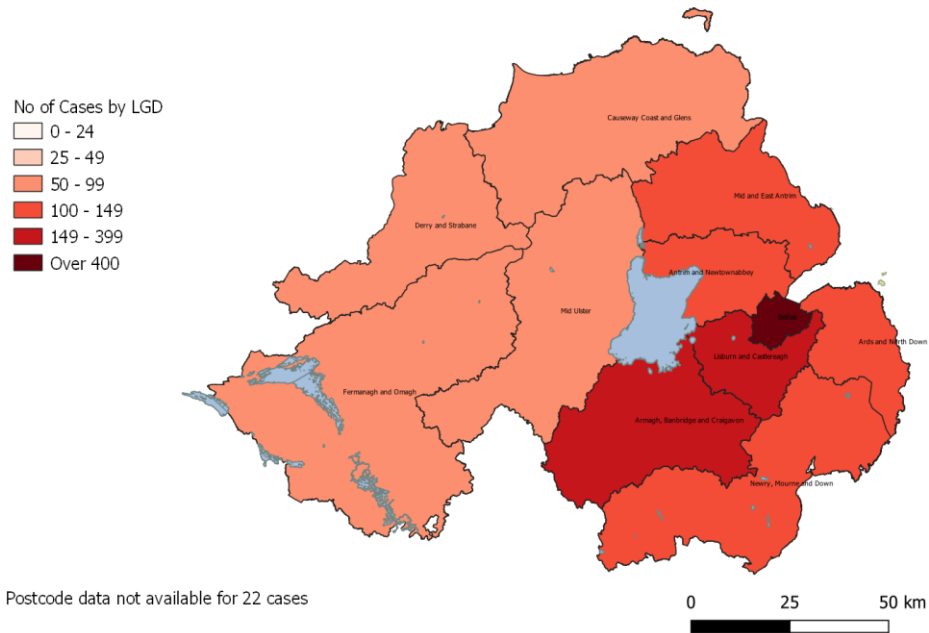 Causeway Coast and Glens
No of Cases by LGD
0 - 24
25 - 49
50 - 99
100 - 149
149 - 399
Over 400
Mid and East Antrim
Derry and Strabane
Antrim and Newtownabbey
Mid Ulster
Belfast
Ards and North Down
Lisburn and Castlereagh
Fermanagh and Omagh
Armagh, Banbridge and Craigavon
Newry, Mourne and Down
Postcode data not available for 22 cases
0 25 50 km